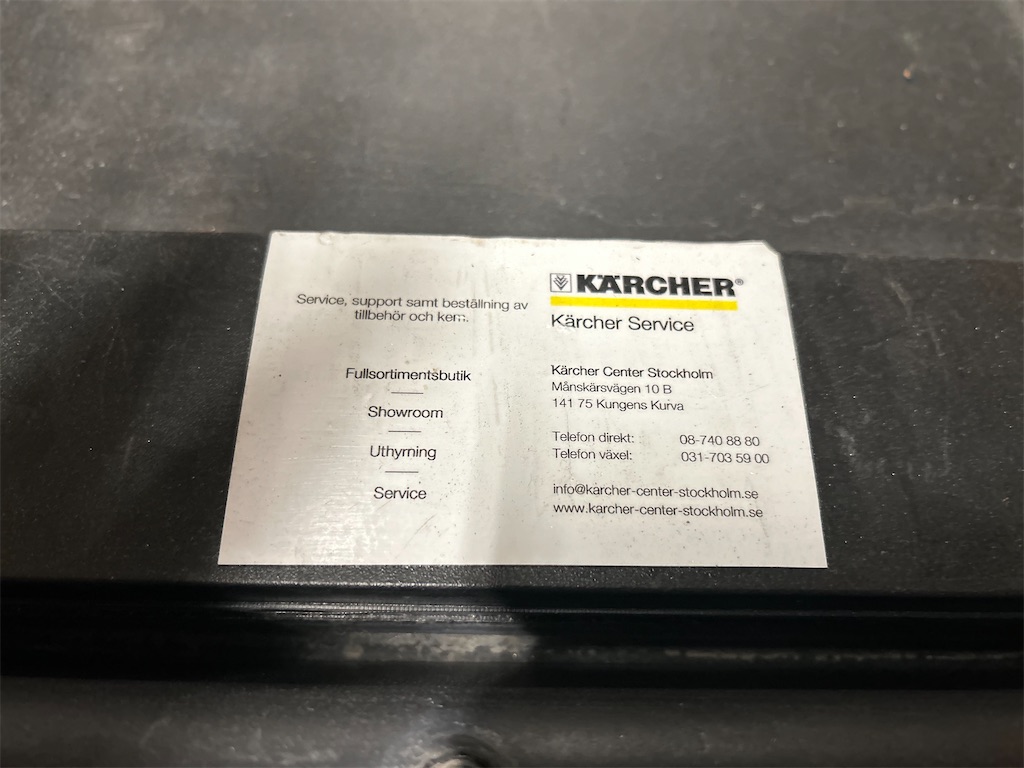 Service, support samt beställning av
tillbehör och kem.
Fullsortimentsbutik
Showroom
Uthyrning
Service
KÄRCHER®
Kärcher Service
Kärcher Center Stockholm
Månskärsvägen 10 B
141 75 Kungens Kurva
Telefon direkt: 08-740 88 80
Telefon växel: 031-703 59 00
info@karcher-center-stockholm.se
www.karcher-center-stockholm.se